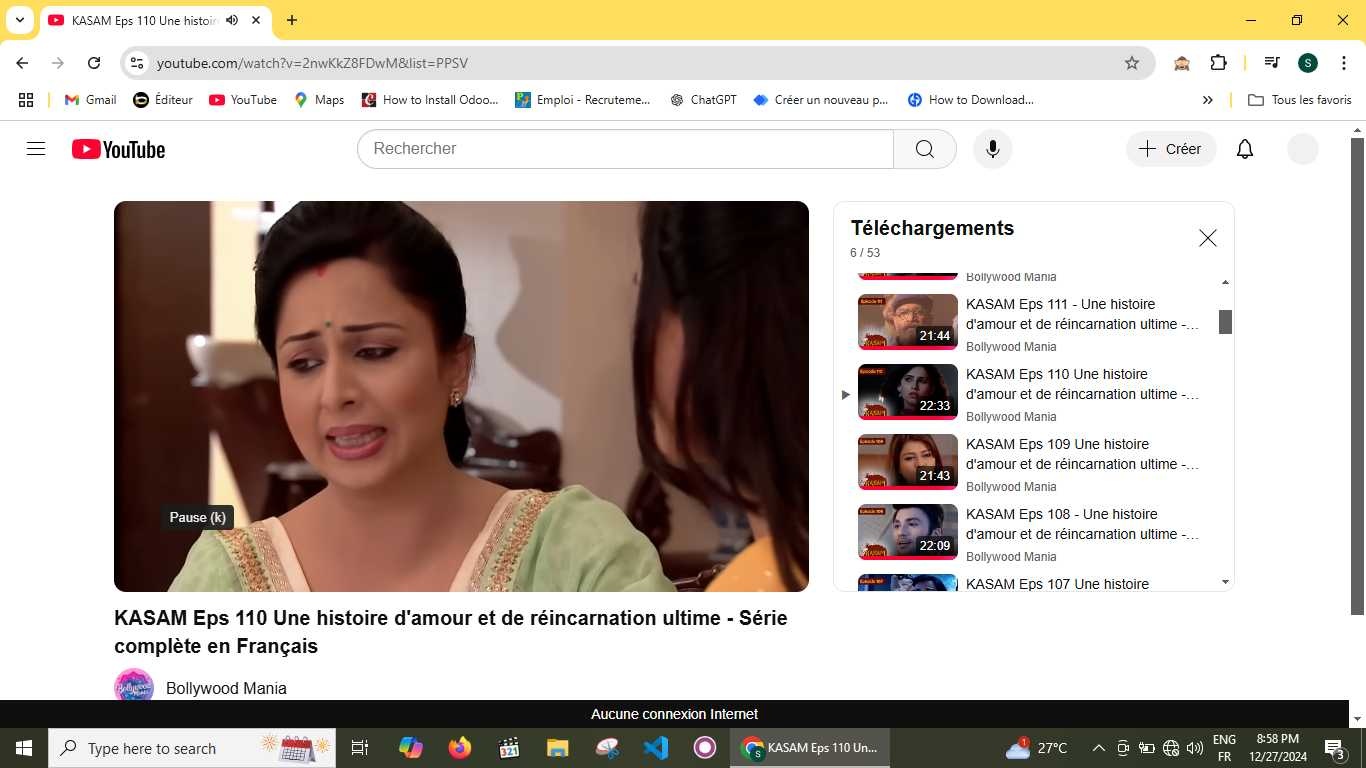 KASAM Eps 110 Une histoir
youtube.com/watch?v=2nwKkZ8FDwM&list=PPSV
S
Gmail
Éditeur
YouTube
Maps
How to Install Odoo...
Emploi - Recruteme...
ChatGPT
Créer un nouveau p...
How to Download...
»
Tous les favoris
YouTube
Rechercher
Créer
Téléchargements
6 / 53
Bollywood Mania
KASAM Eps 111 - Une histoire
d'amour et de réincarnation ultime -...
21:44
Bollywood Mania
KASAM Eps 110 Une histoire
d'amour et de réincarnation ultime -...
22:33
Bollywood Mania
KASAM Eps 109 Une histoire
d'amour et de réincarnation ultime -...
21:43
Bollywood Mania
KASAM Eps 108 - Une histoire
d'amour et de réincarnation ultime -...
22:09
Bollywood Mania
KASAM Eps 107 Une histoire
Pause (k)
KASAM Eps 110 Une histoire d'amour et de réincarnation ultime - Série
complète en Français
Bollywood Mania
Aucune connexion Internet
Type here to search
321
KASAM Eps 110 Un...
27°C
ENG
FR
8:58 PM
12/27/2024
3